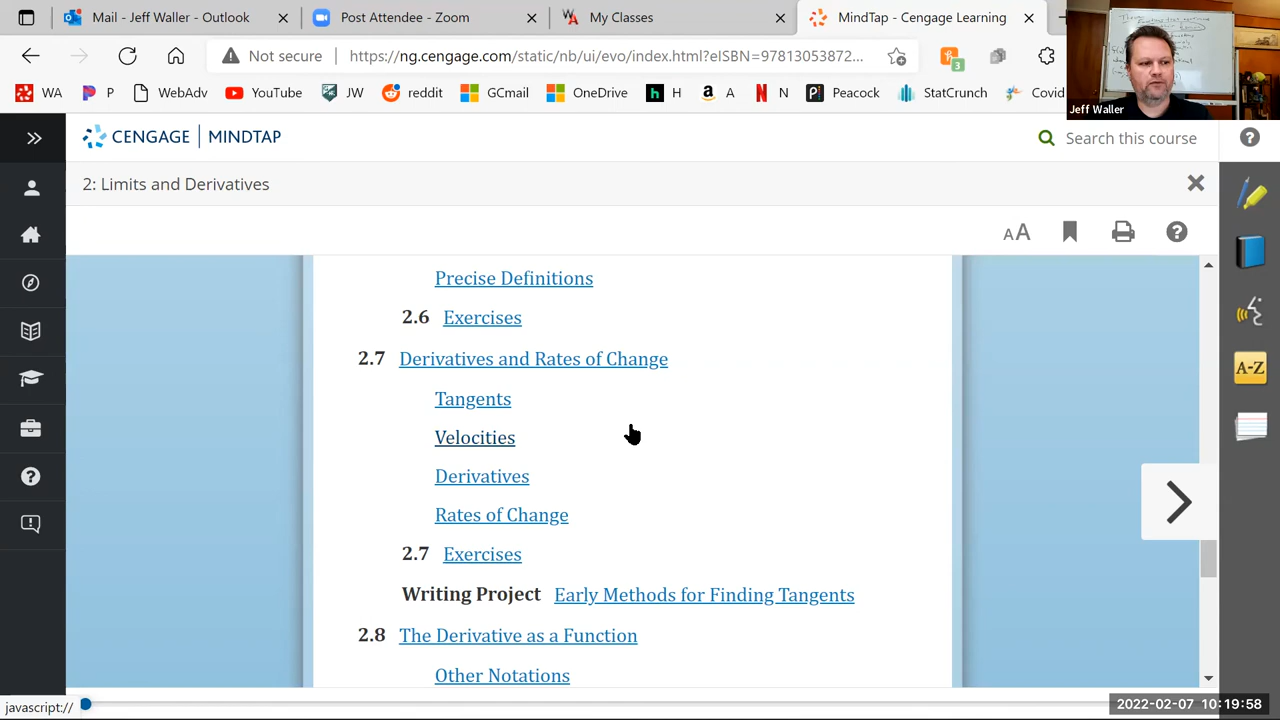 Mail - Jeff Waller - Outlook
Post Attendee - Zoom
My Classes
MindTap - Cengage Learning
Not secure
https://ng.cengage.com/static/nb/ui/evo/index.html?eISBN=97813053872...
3
Jeff Waller
WA
P
WebAdv
YouTube
JW
reddit
GCmail
OneDrive
H
A
N
Peacock
StatCrunch
Covid
CENGAGE | MINDTAP
Search this course
2: Limits and Derivatives
AA
A-Z
Precise Definitions
2.6 Exercises
2.7 Derivatives and Rates of Change
Tangents
Velocities
Derivatives
Rates of Change
2.7 Exercises
Writing Project Early Methods for Finding Tangents
2.8 The Derivative as a Function
Other Notations
javascript://
2022-02-07 10:19:58